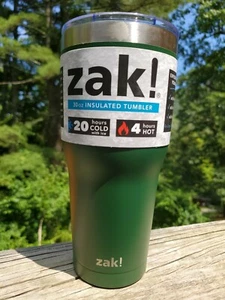 zak!
30oz INSULATED TUMBLER
20 hours COLD with ice
4 hours HOT
zak!